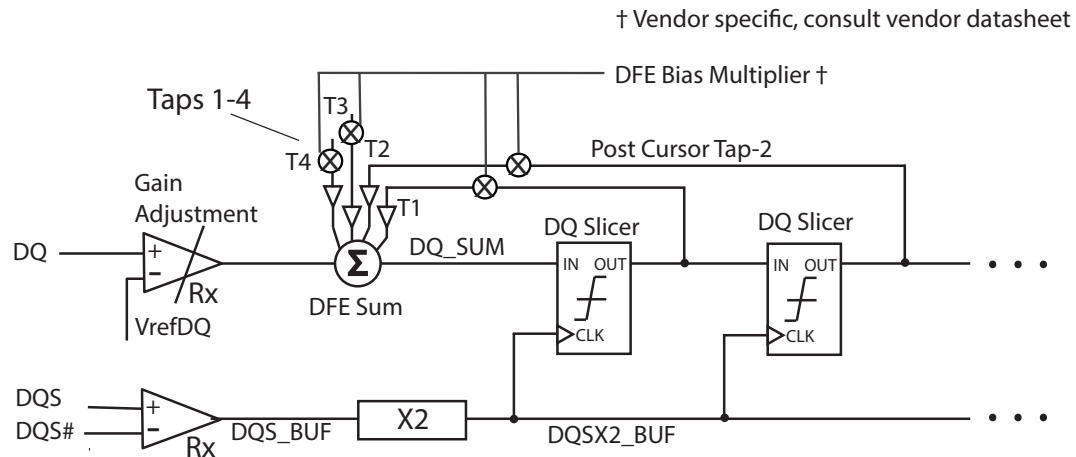 † Vendor specific, consult vendor datasheet
DFE Bias Multiplier †
Taps 1-4
T3
T2
T4
Post Cursor Tap-2
T1
Gain
Adjustment
DQ Slicer
DQ Slicer
DQ
+
−
Rx
VrefDQ
Σ
DFE Sum
DQ_SUM
IN OUT
CLK
IN OUT
CLK
• • •
DQS
DQS#
+
−
Rx
DQS_BUF
X2
DQSX2_BUF
• • •